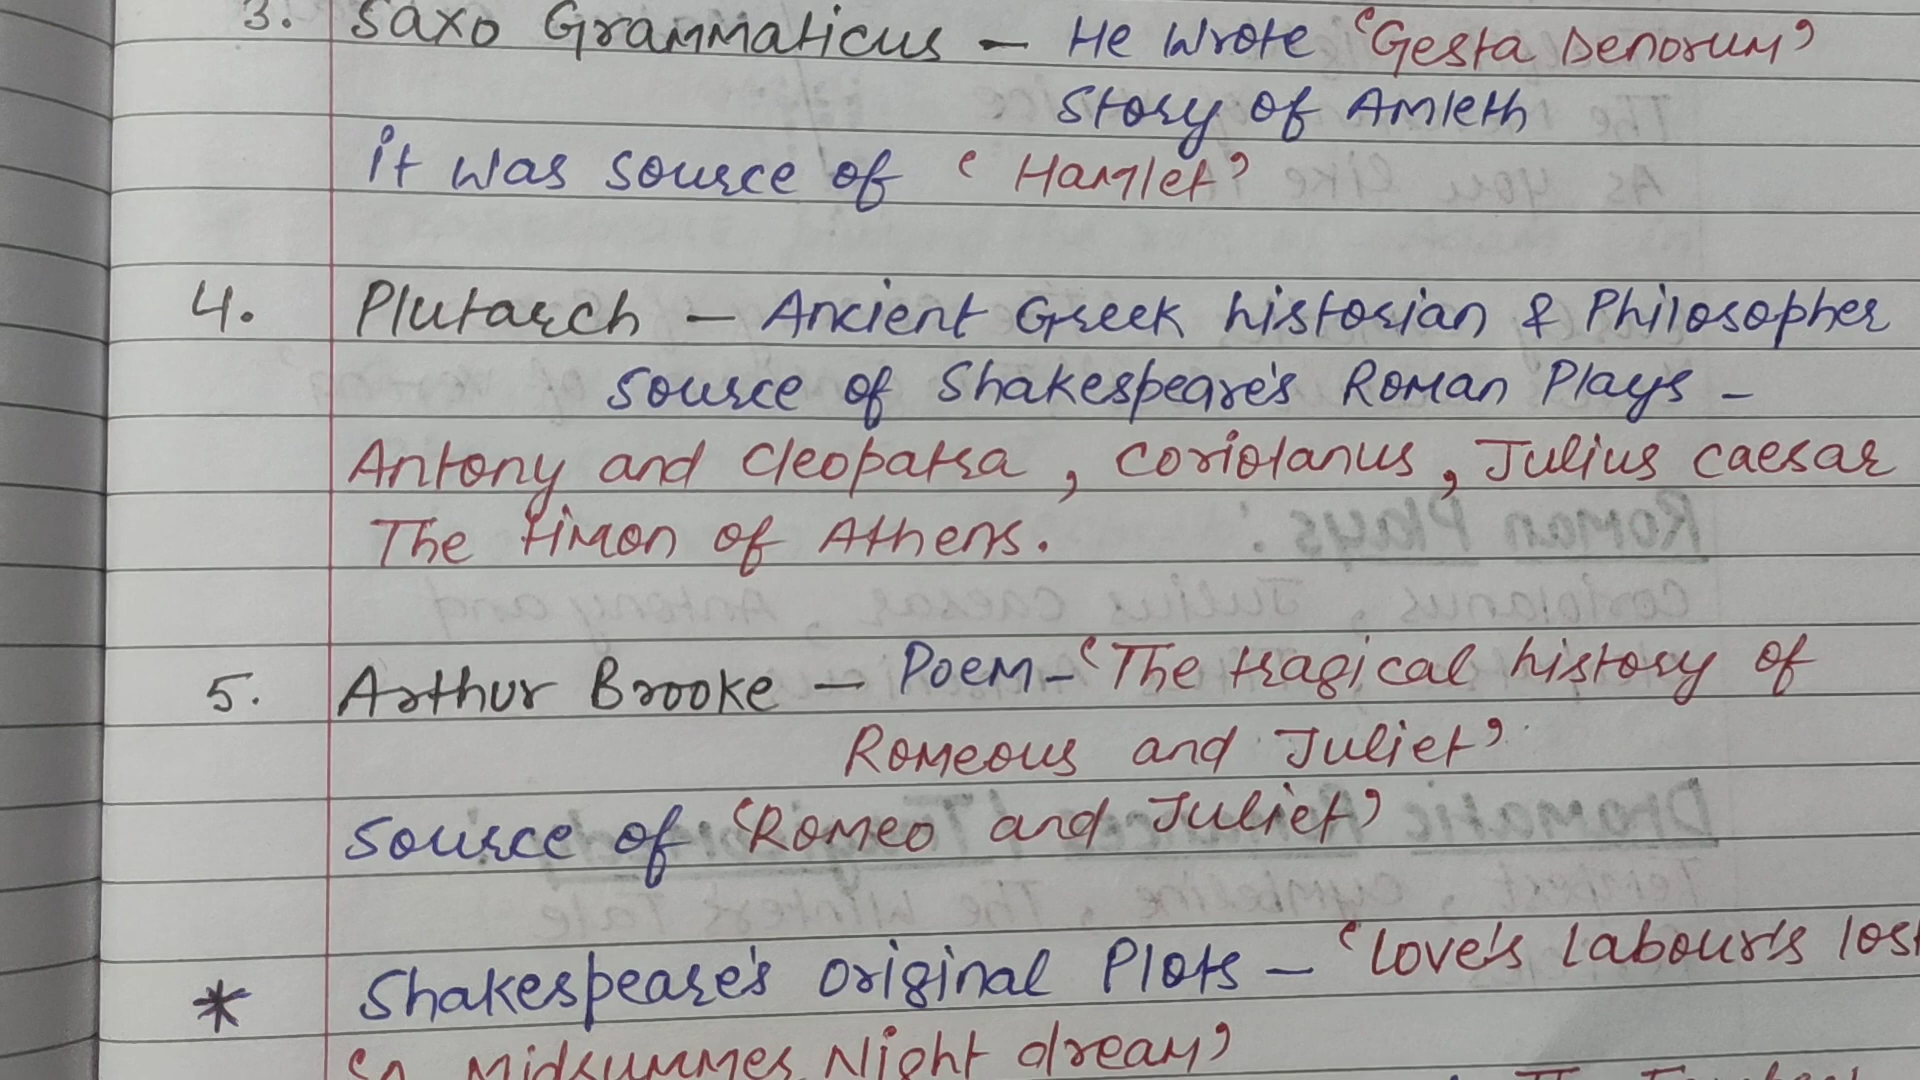 3. Saxo Grammaticus – He wrote 'Gesta Denorum'
Story of Amleth
it was source of 'Hamlet'
4. Plutarch – Ancient Greek historian & Philosopher
source of Shakespeare's Roman Plays –
Antony and Cleopatra, Coriolanus, Julius caesar
The timon of Athens.
5. Arthur Brooke – Poem – 'The tragical history of
Romeous and Juliet'
source of 'Romeo and Juliet'
* Shakespeare's original Plots – 'Love's labour's lost
Midsummer Night dream'